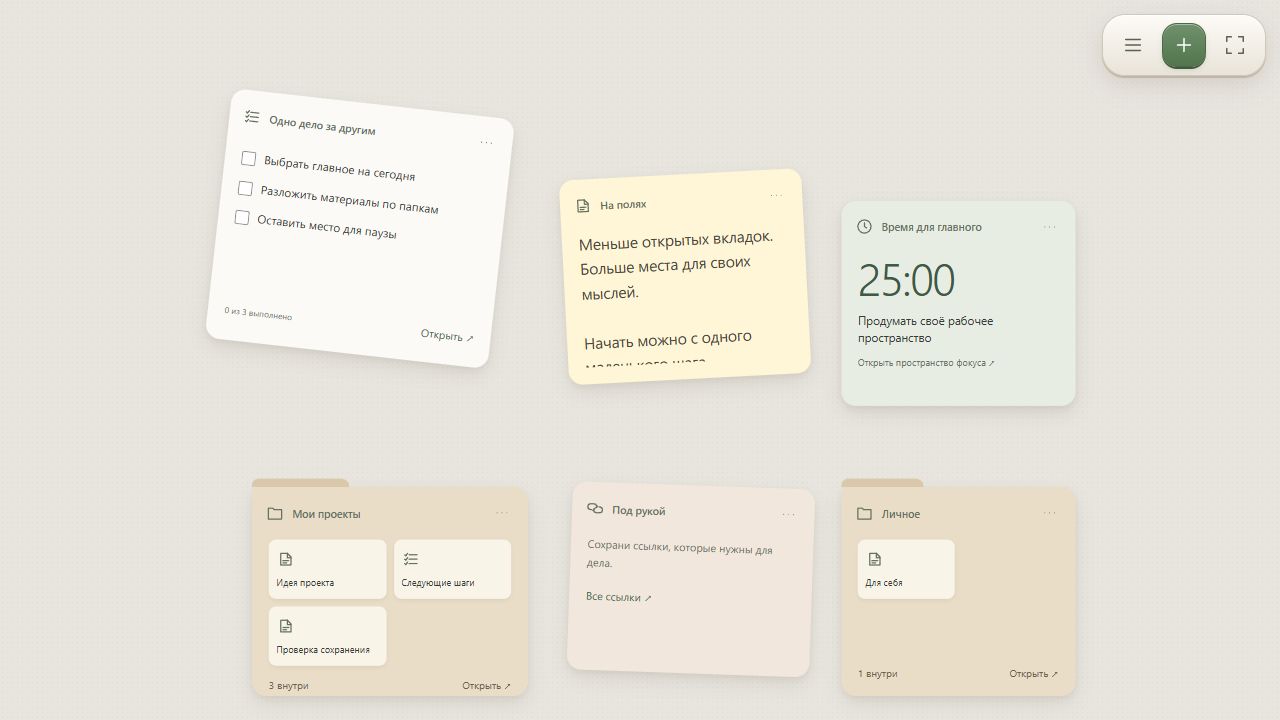 Одно дело за другим
Выбрать главное на сегодня
Разложить материалы по папкам
Оставить место для паузы
0 из 3 выполнено
Открыть ↗
На полях
Меньше открытых вкладок.
Больше места для своих
мыслей.
Начать можно с одного
маленького шага
Время для главного
25:00
Продумать своё рабочее
пространство
Открыть пространство фокуса ↗
Мои проекты
Идея проекта
Следующие шаги
Проверка сохранения
3 внутри
Открыть ↗
Под рукой
Сохрани ссылки, которые нужны для
дела.
Все ссылки ↗
Личное
Для себя
1 внутри
Открыть ↗